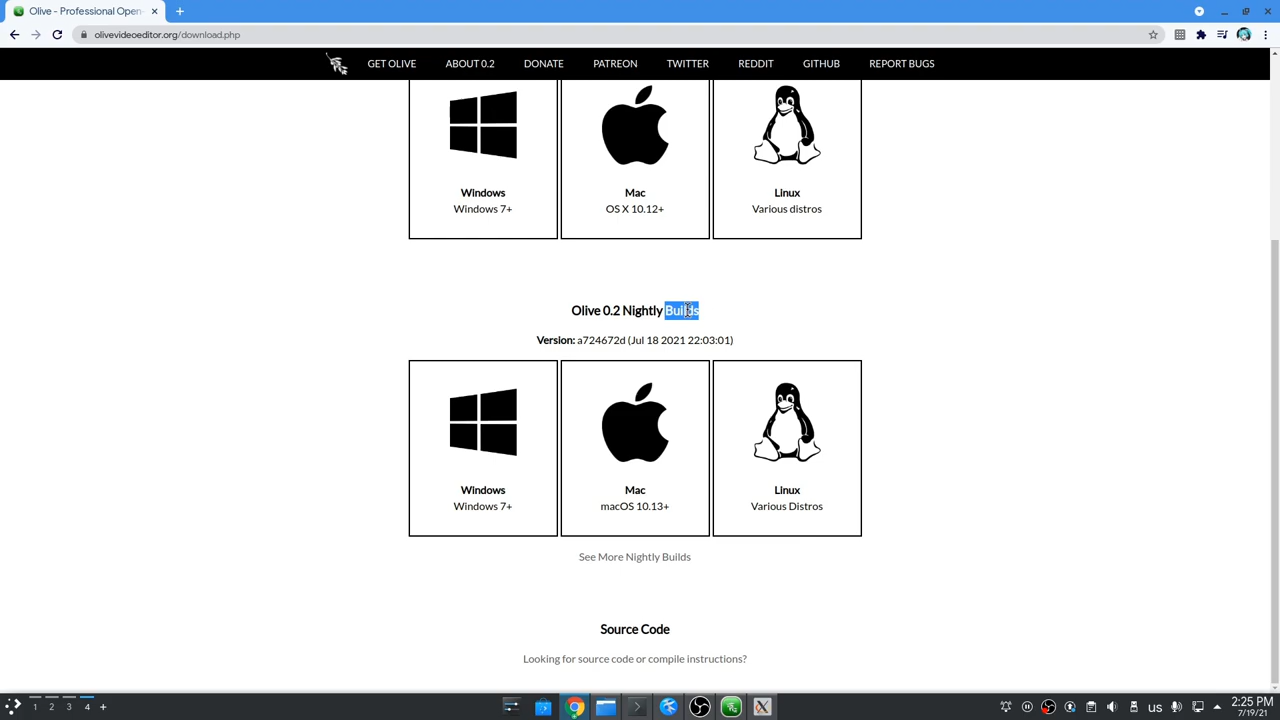 Olive - Professional Open-
olivevideoeditor.org/download.php
GET OLIVE ABOUT 0.2 DONATE PATREON TWITTER REDDIT GITHUB REPORT BUGS
Windows Mac Linux
Windows 7+ OS X 10.12+ Various distros
Olive 0.2 Nightly Builds
Version: a724672d (Jul 18 2021 22:03:01)
Windows Mac Linux
Windows 7+ macOS 10.13+ Various Distros
See More Nightly Builds
Source Code
Looking for source code or compile instructions?
1 2 3 4 us 2:25 PM
7/19/21